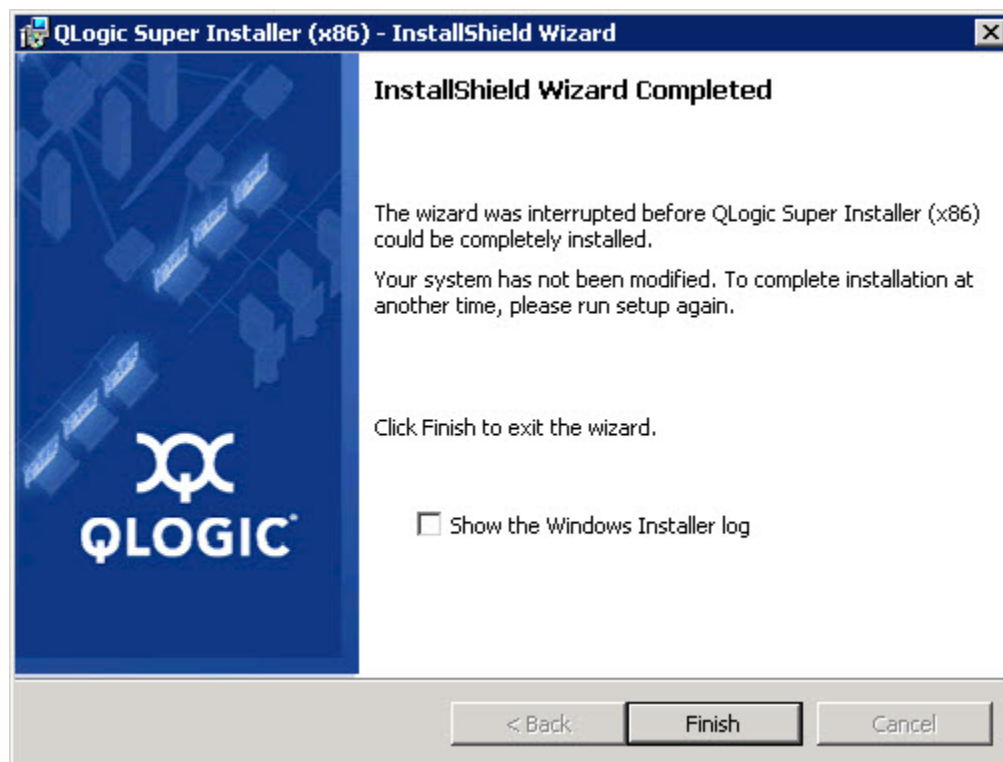 QLogic Super Installer (x86) - InstallShield Wizard
InstallShield Wizard Completed
The wizard was interrupted before QLogic Super Installer (x86)
could be completely installed.
Your system has not been modified. To complete installation at
another time, please run setup again.
Click Finish to exit the wizard.
QLOGIC
Show the Windows Installer log
< Back
Finish
Cancel